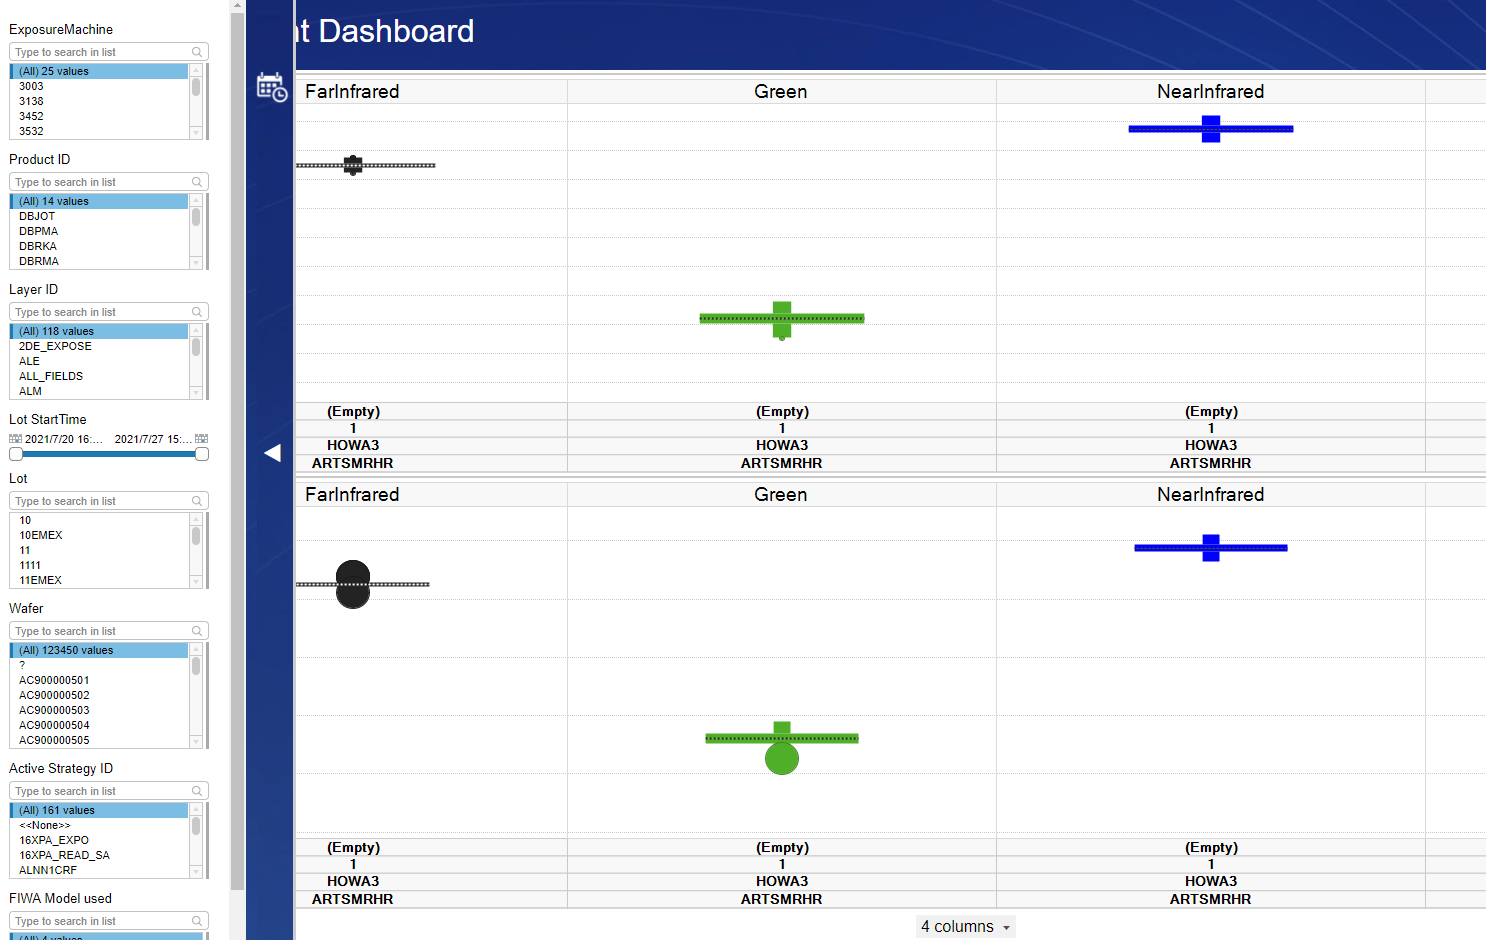 ExposureMachine
Type to search in list
(All) 25 values
3003
3138
3452
3532
Product ID
Type to search in list
(All) 14 values
DBJOT
DBPMA
DBRKA
DBRMA
Layer ID
Type to search in list
(All) 118 values
2DE_EXPOSE
ALE
ALL_FIELDS
ALM
Lot StartTime
2021/7/20 16:... 2021/7/27 15:...
Lot
Type to search in list
10
10EMEX
11
1111
11EMEX
Wafer
Type to search in list
(All) 123450 values
?
AC900000501
AC900000502
AC900000503
AC900000504
AC900000505
Active Strategy ID
Type to search in list
(All) 161 values
<<None>>
16XPA_EXPO
16XPA_READ_SA
ALNN1CRF
FIWA Model used
Type to search in list
(All) 4 values
t Dashboard
FarInfrared Green NearInfrared
(Empty) (Empty) (Empty)
1 1 1
HOWA3 HOWA3 HOWA3
ARTSMRHR ARTSMRHR ARTSMRHR
FarInfrared Green NearInfrared
(Empty) (Empty) (Empty)
1 1 1
HOWA3 HOWA3 HOWA3
ARTSMRHR ARTSMRHR ARTSMRHR
4 columns